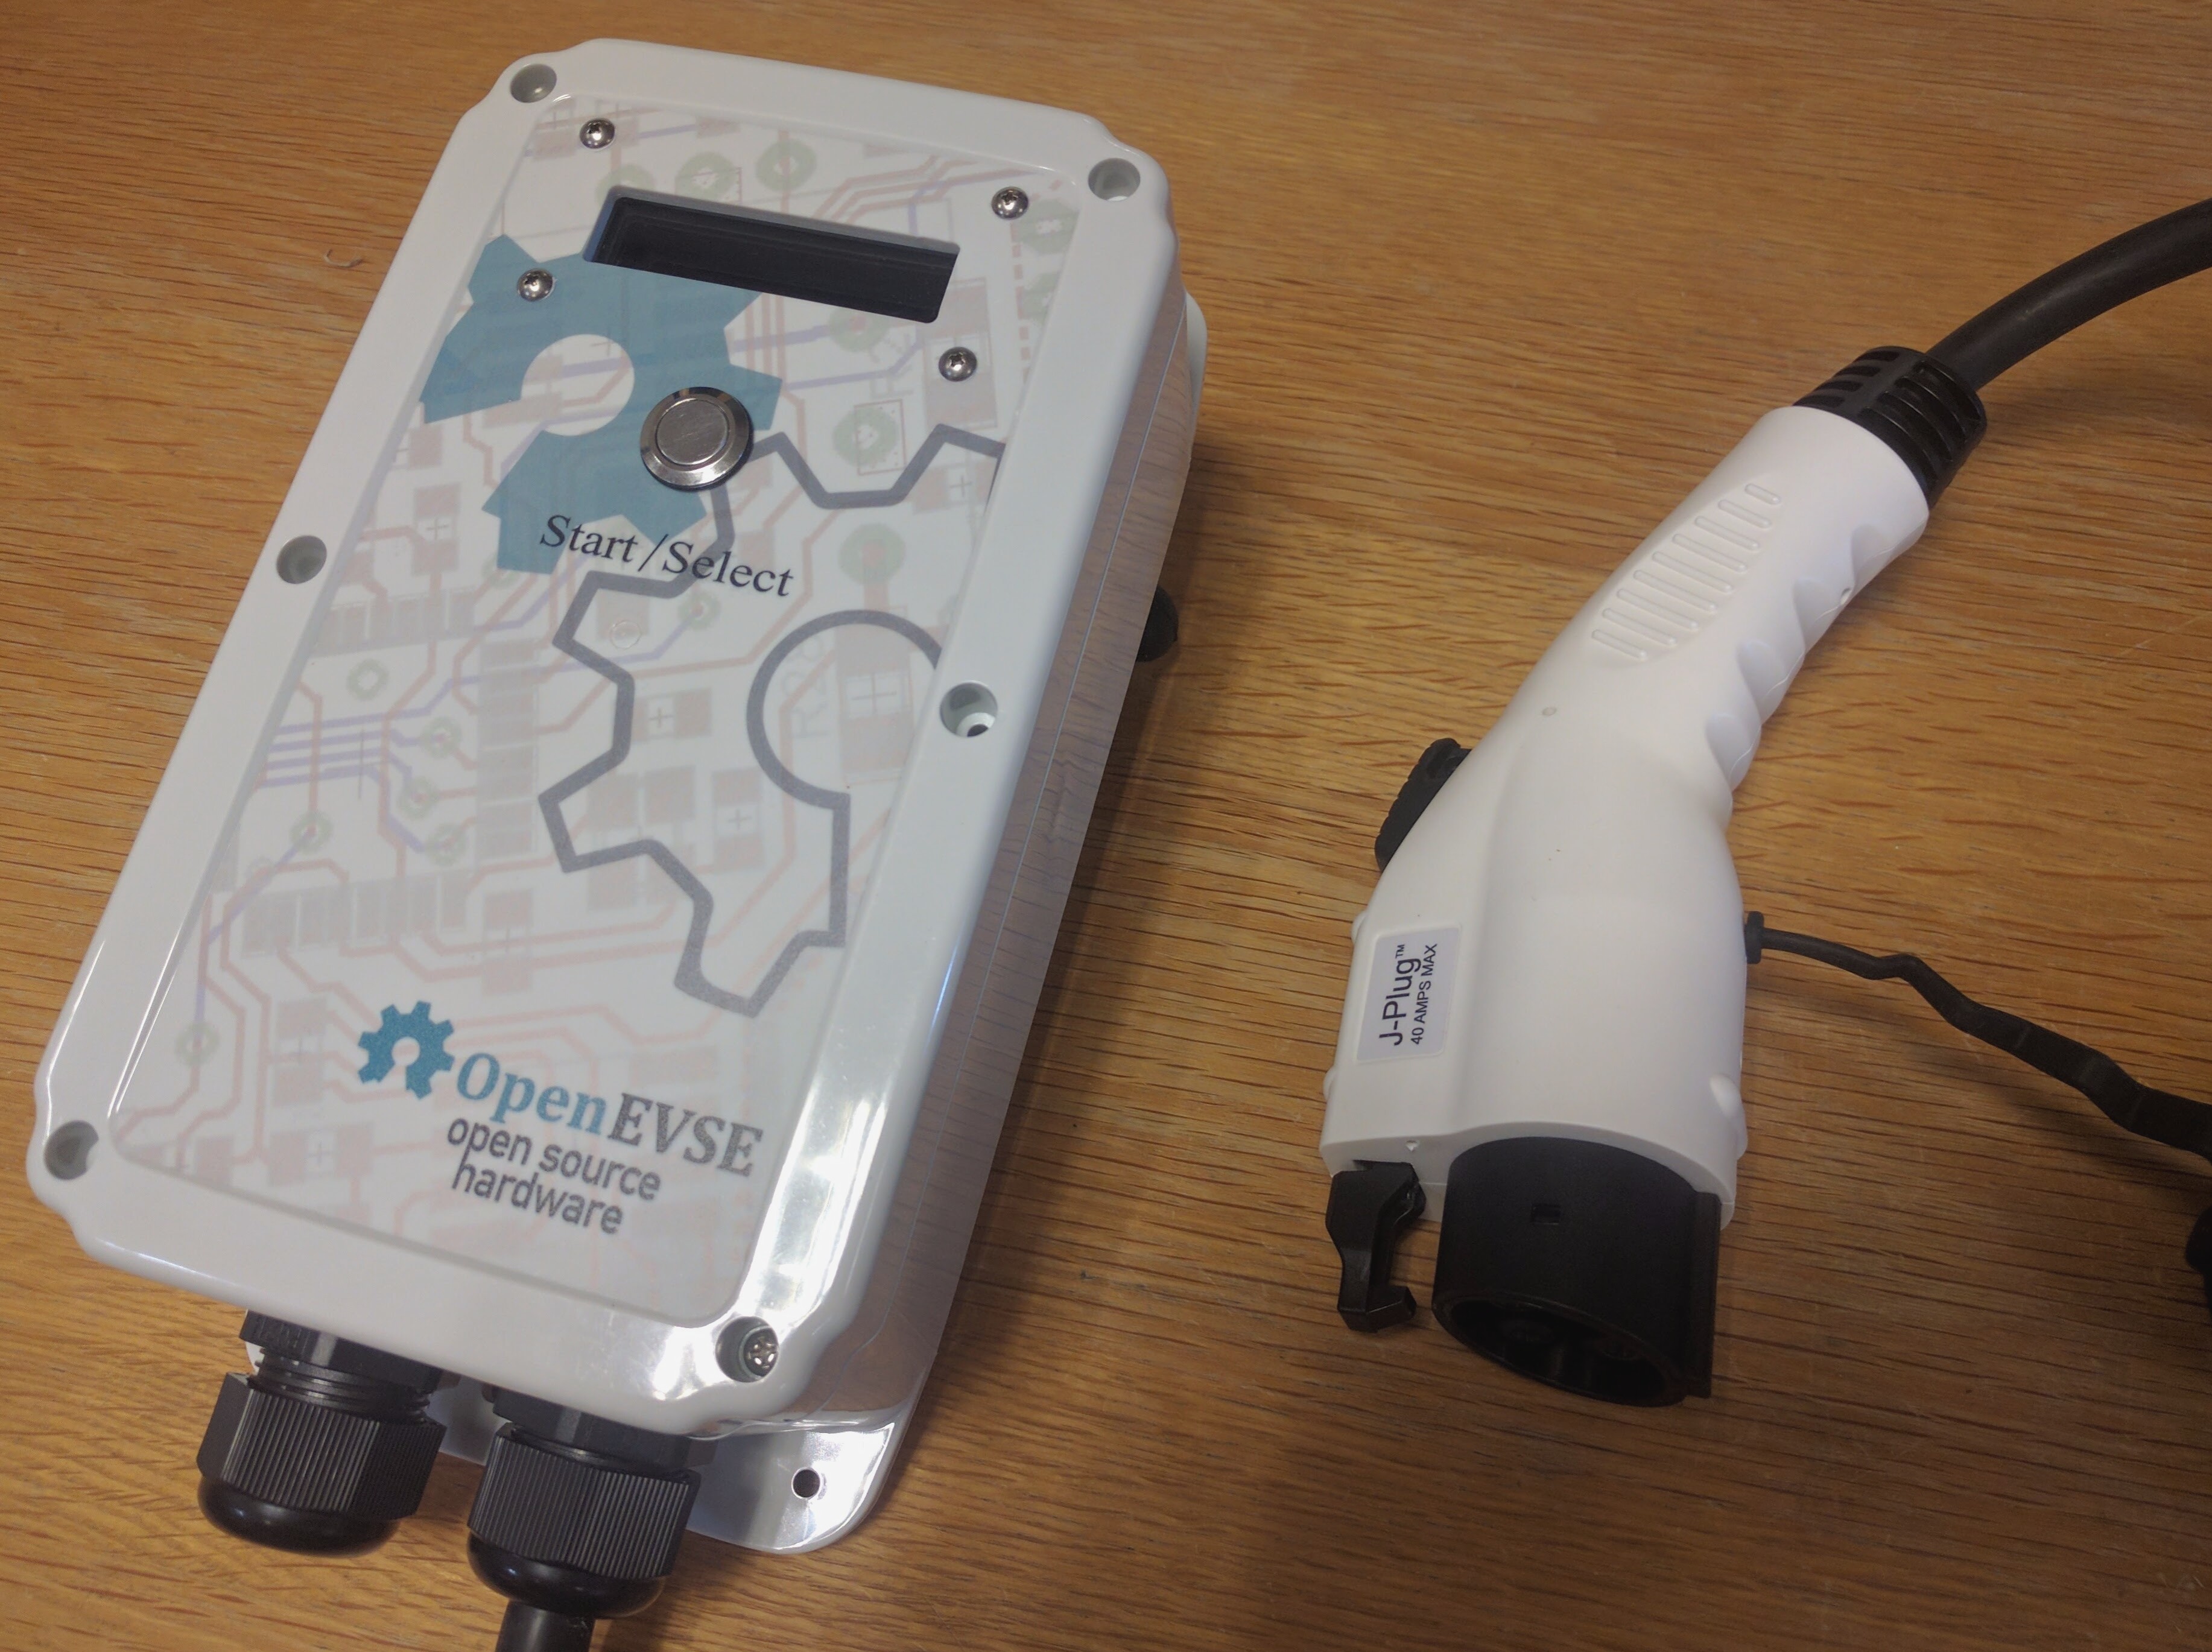 Start/Select
OpenEVSE
open source
hardware
J-Plug™
40 AMPS MAX